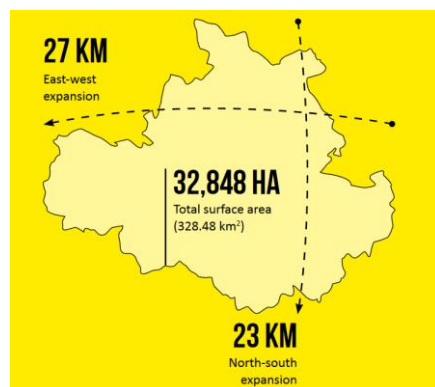 27 KM
East-west
expansion
32,848 HA
Total surface area
(328.48 km²)
23 KM
North-south
expansion